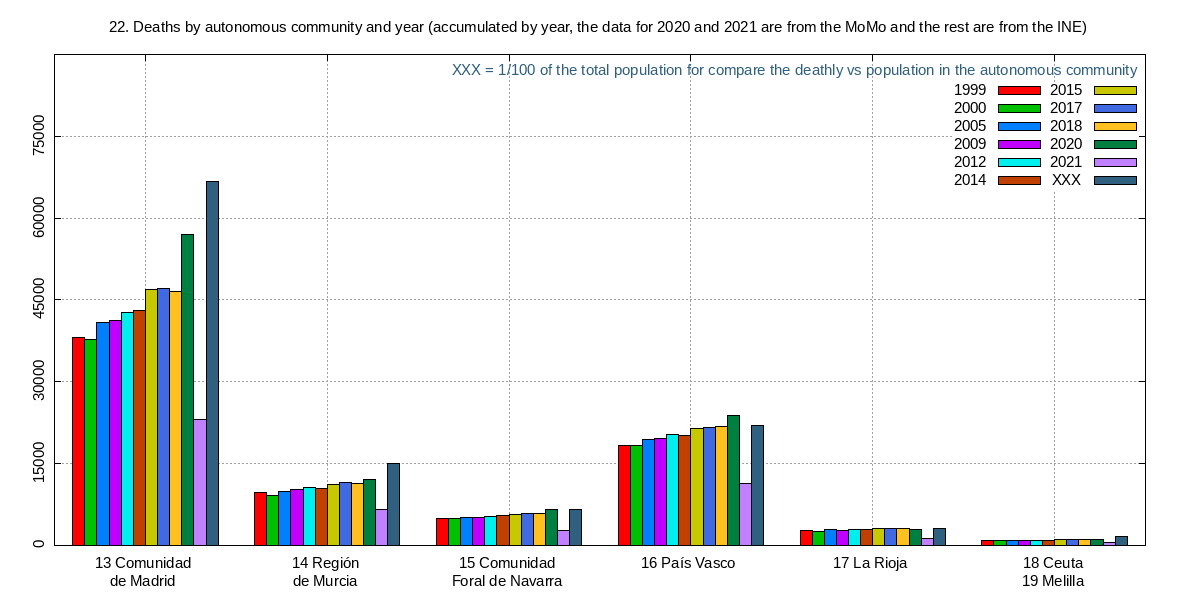 22. Deaths by autonomous community and year (accumulated by year, the data for 2020 and 2021 are from the MoMo and the rest are from the INE)
XXX = 1/100 of the total population for compare the deathly vs population in the autonomous community
1999 2015
2000 2017
2005 2018
2009 2020
2012 2021
2014 XXX
75000
60000
45000
30000
15000
0
13 Comunidad de Madrid
14 Región de Murcia
15 Comunidad Foral de Navarra
16 País Vasco
17 La Rioja
18 Ceuta
19 Melilla